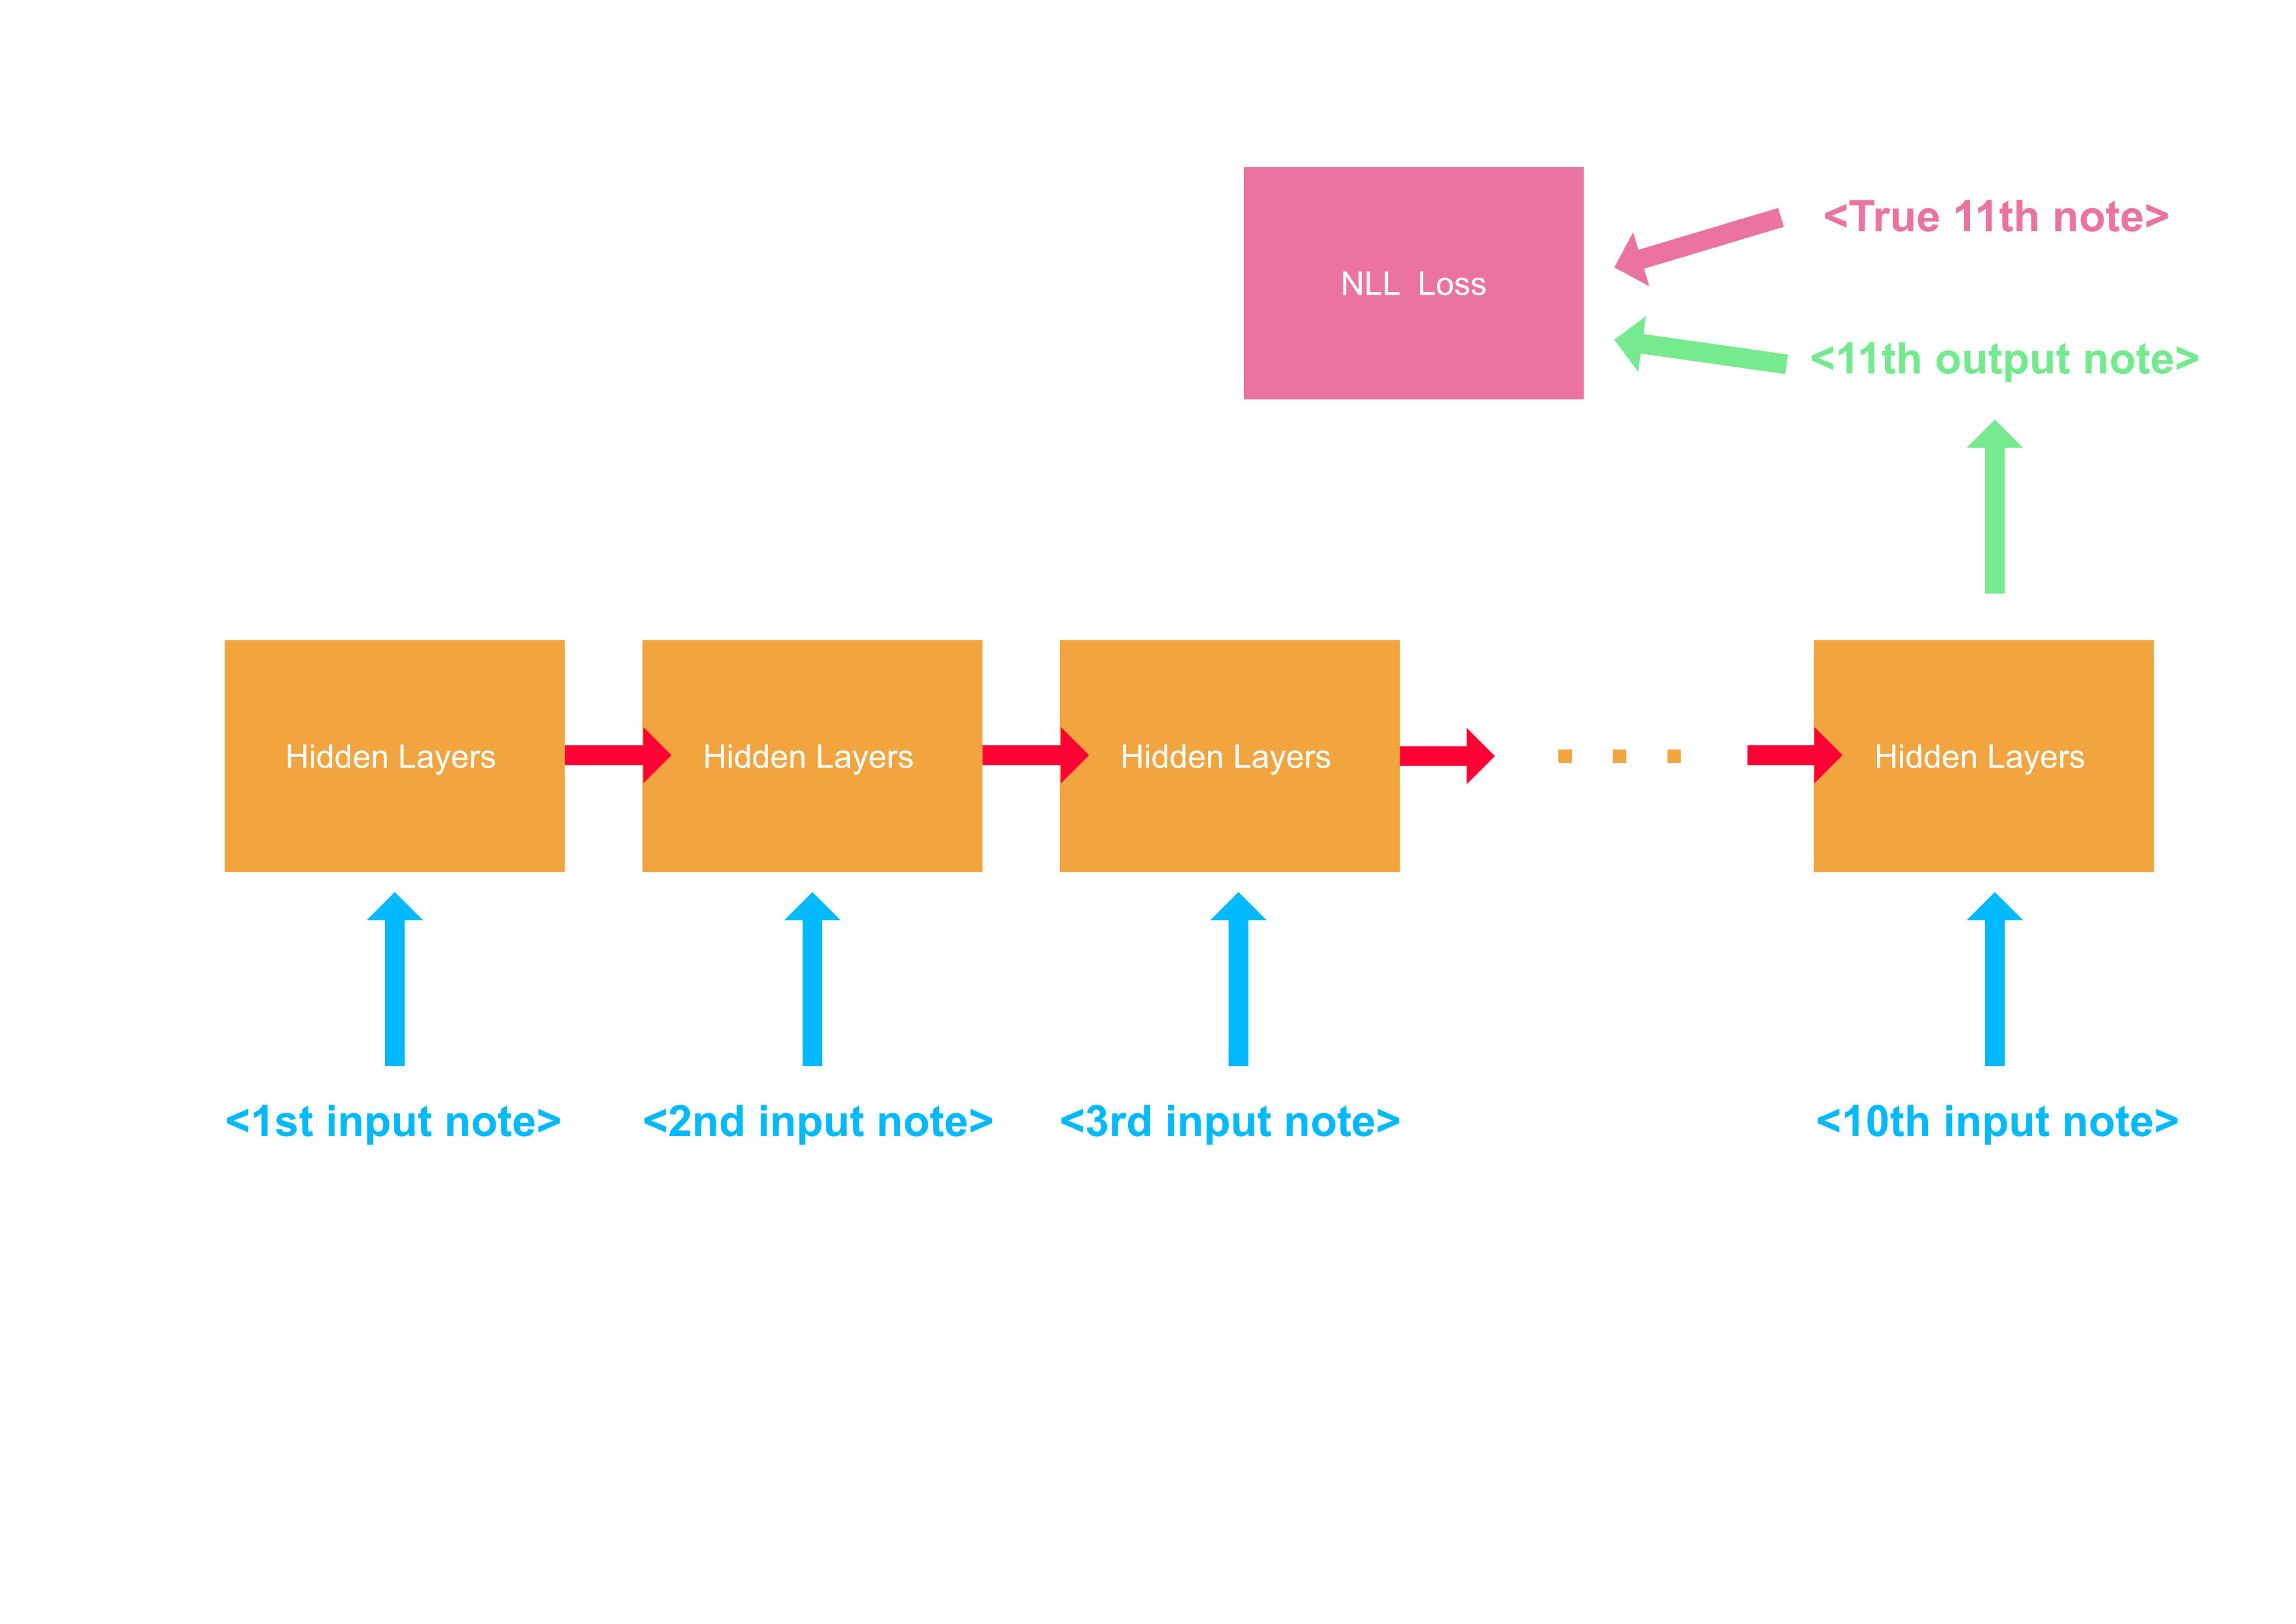 <True 11th note>
NLL Loss
<11th output note>
Hidden Layers
Hidden Layers
Hidden Layers
. . .
Hidden Layers
<1st input note>
<2nd input note>
<3rd input note>
<10th input note>